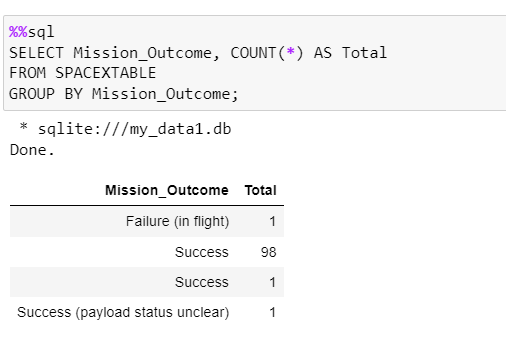 %%sql
SELECT Mission_Outcome, COUNT(*) AS Total
FROM SPACEXTABLE
GROUP BY Mission_Outcome;
* sqlite:///my_data1.db
Done.
Mission_Outcome Total
Failure (in flight) 1
Success 98
Success 1
Success (payload status unclear) 1